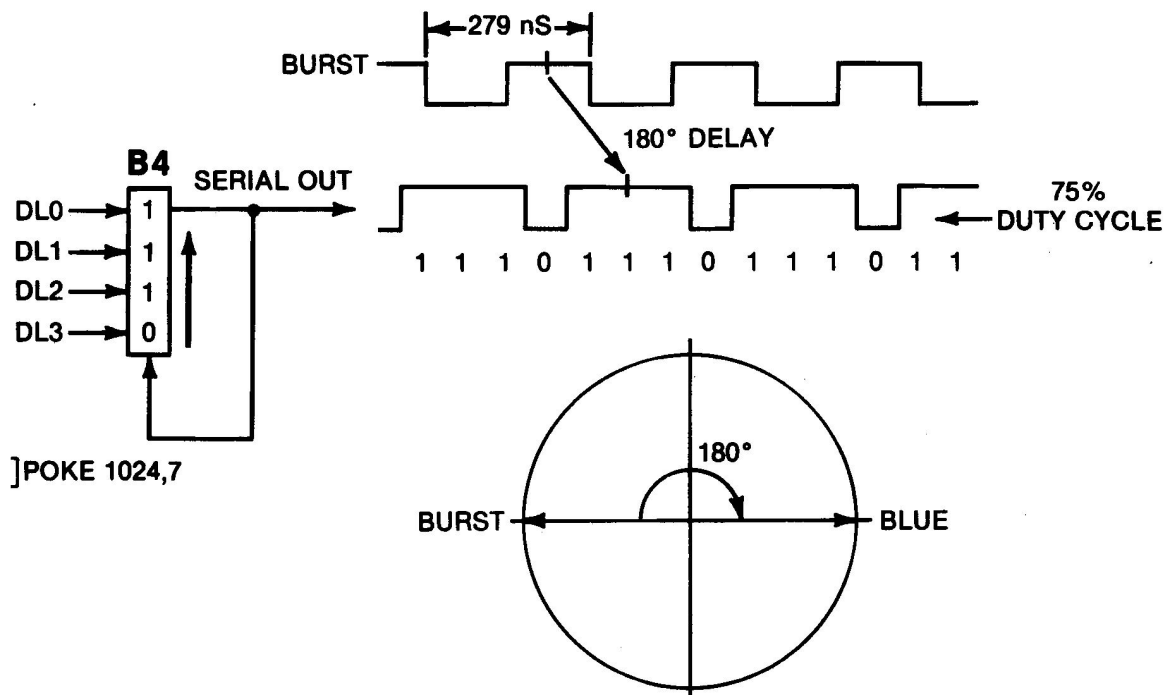 279 nS
BURST
180° DELAY
B4
SERIAL OUT
DL0 1
DL1 1
DL2 1
DL3 0
75%
DUTY CYCLE
1 1 1 0 1 1 1 0 1 1 1 0 1 1
]POKE 1024,7
180°
BURST
BLUE